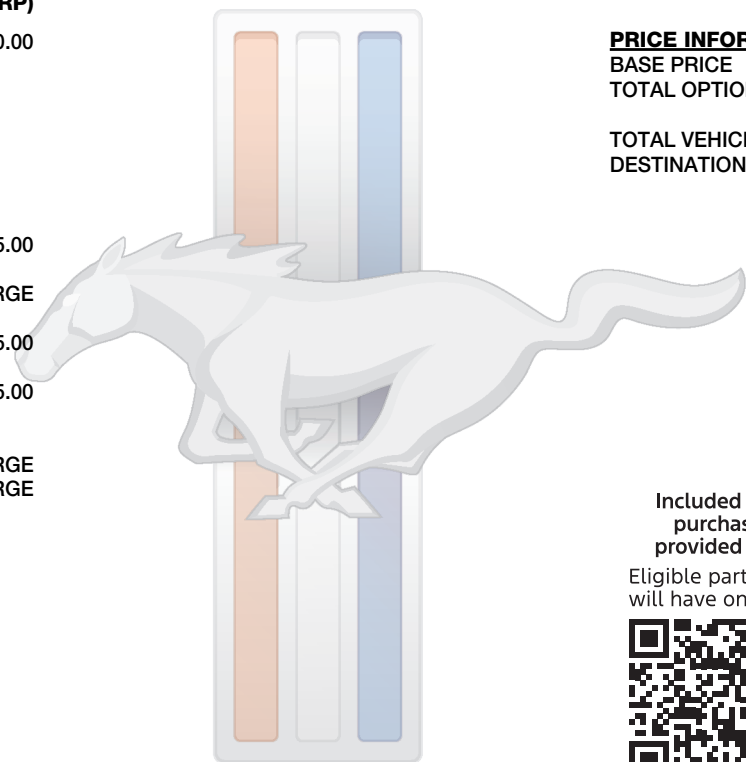 RP)
0.00
5.00
RGE
5.00
5.00
RGE
RGE
PRICE INFOR
BASE PRICE
TOTAL OPTION
TOTAL VEHICL
DESTINATION
Included
purchas
provided
Eligible part
will have on